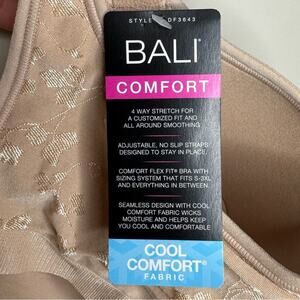 STYLE DF3643
BALI®
COMFORT
4 WAY STRETCH FOR
A CUSTOMIZED FIT AND
ALL AROUND SMOOTHING
ADJUSTABLE, NO SLIP STRAPS
DESIGNED TO STAY IN PLACE.
COMFORT FLEX FIT® BRA WITH
SIZING SYSTEM THAT FITS S-3XL
AND EVERYTHING IN BETWEEN.
SEAMLESS DESIGN WITH COOL
COMFORT FABRIC WICKS
MOISTURE AND HELPS KEEP
YOU COOL AND COMFORTABLE
COOL
COMFORT®
FABRIC